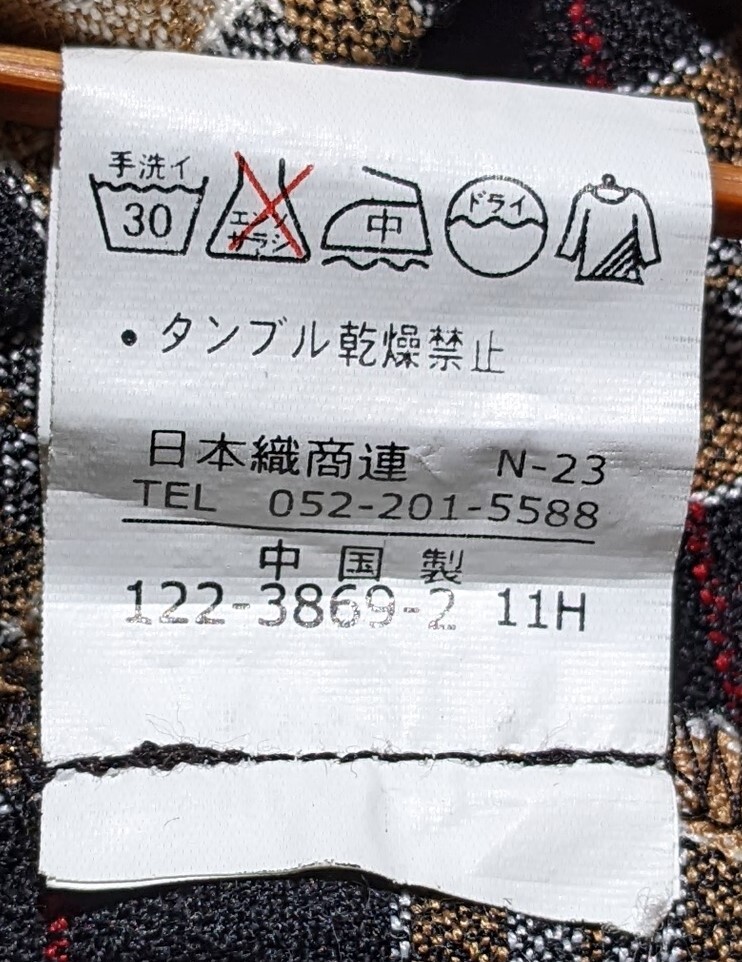 手洗イ
30
エンソ
サラシ
中
ドライ
・タンブル乾燥禁止
日本織商連 N-23
TEL 052-201-5588
中国製
122-3869-2 11H